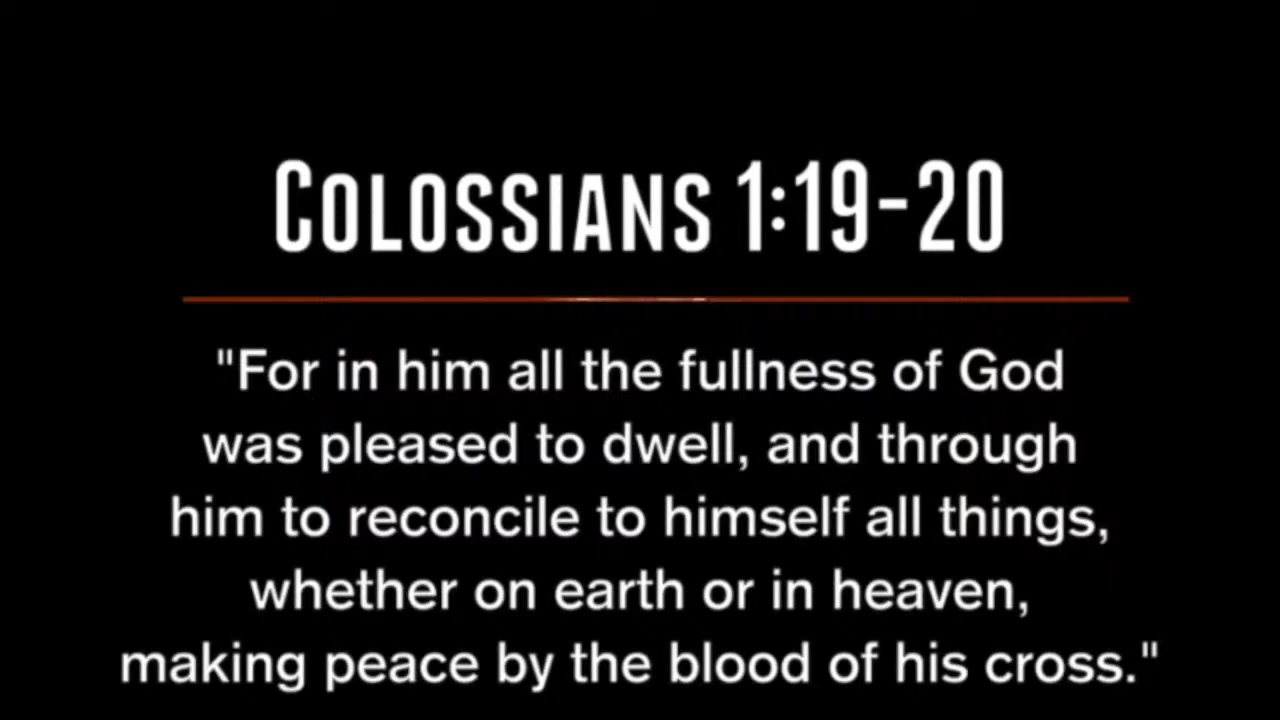 Colossians 1:19-20
"For in him all the fullness of God
was pleased to dwell, and through
him to reconcile to himself all things,
whether on earth or in heaven,
making peace by the blood of his cross."